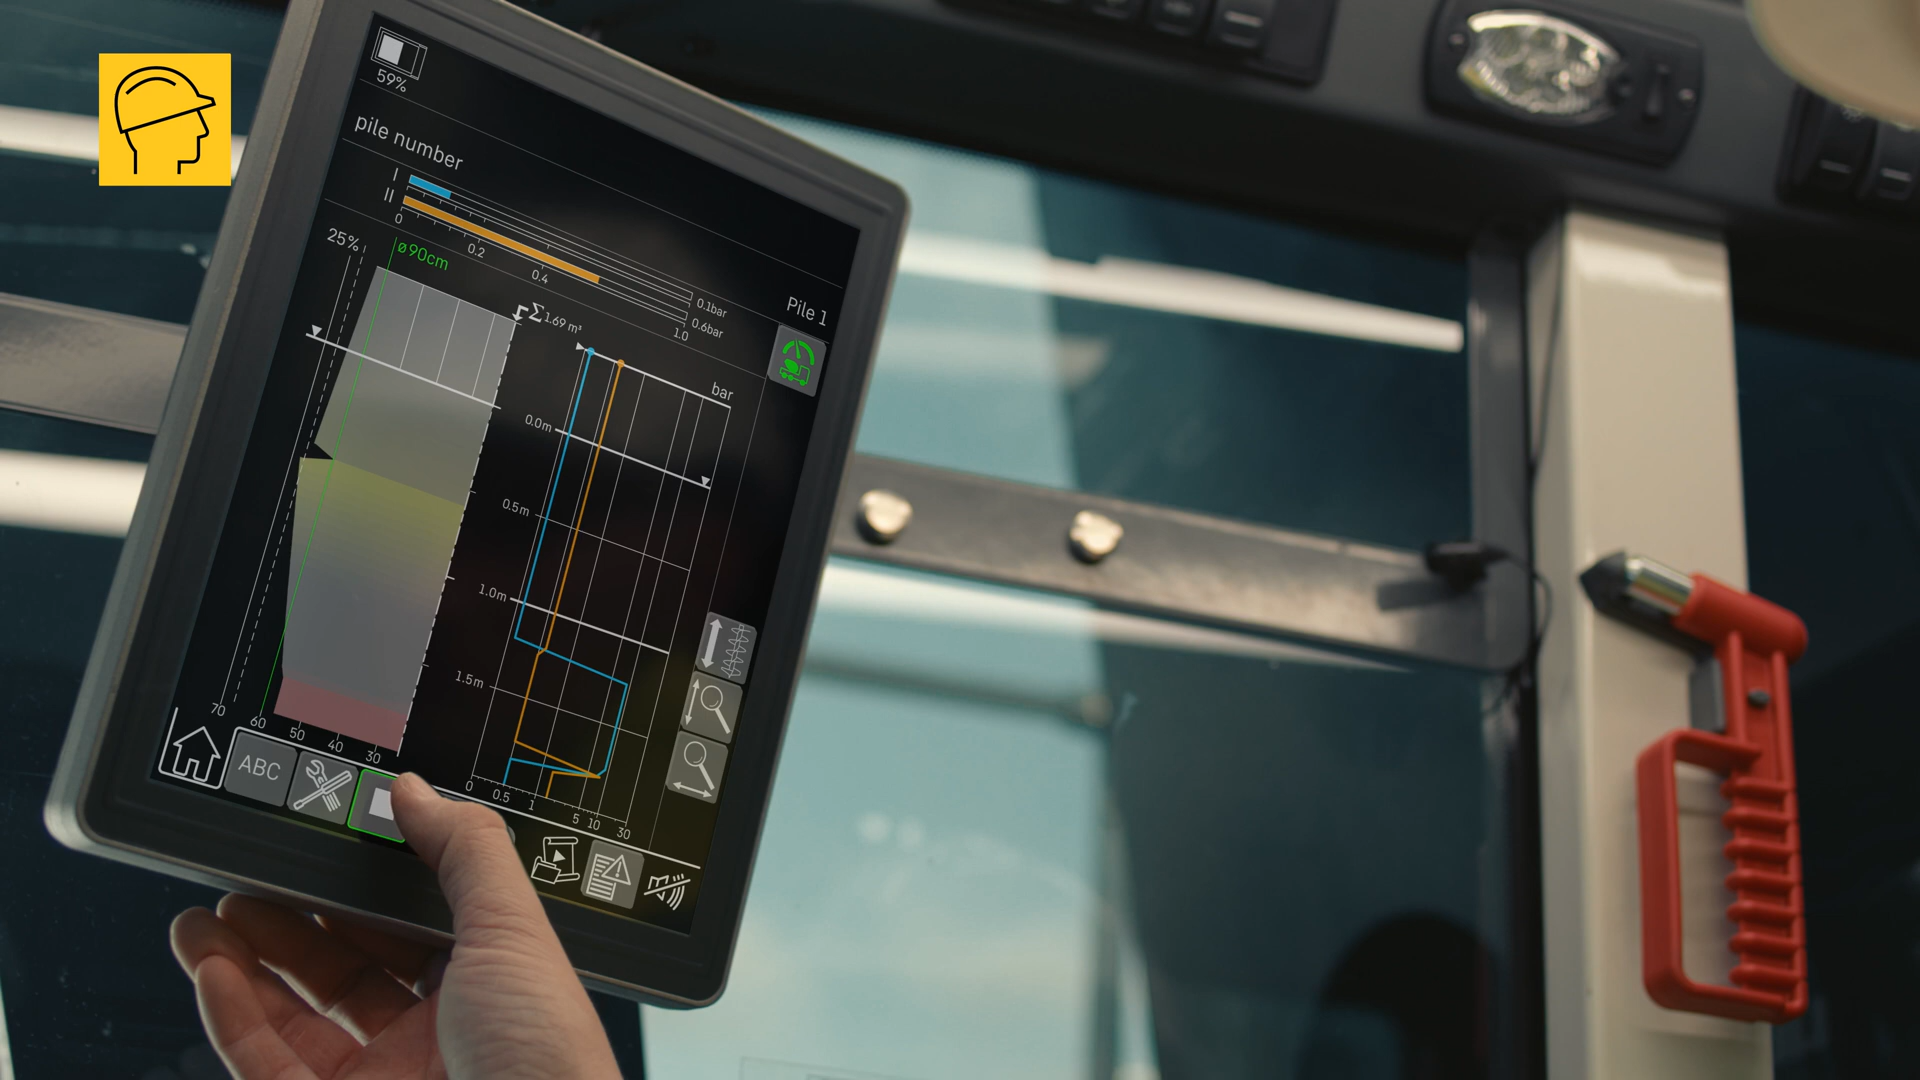 59%
pile number
Pile 1
I
II
0
0.2
0.4
1.0
0.1bar
0.6bar
25%
ø90cm
Σ1.69 m³
bar
0.0m
0.5m
1.0m
1.5m
70
60
50
40
30
0
0.5
1
5
10
30
ABC